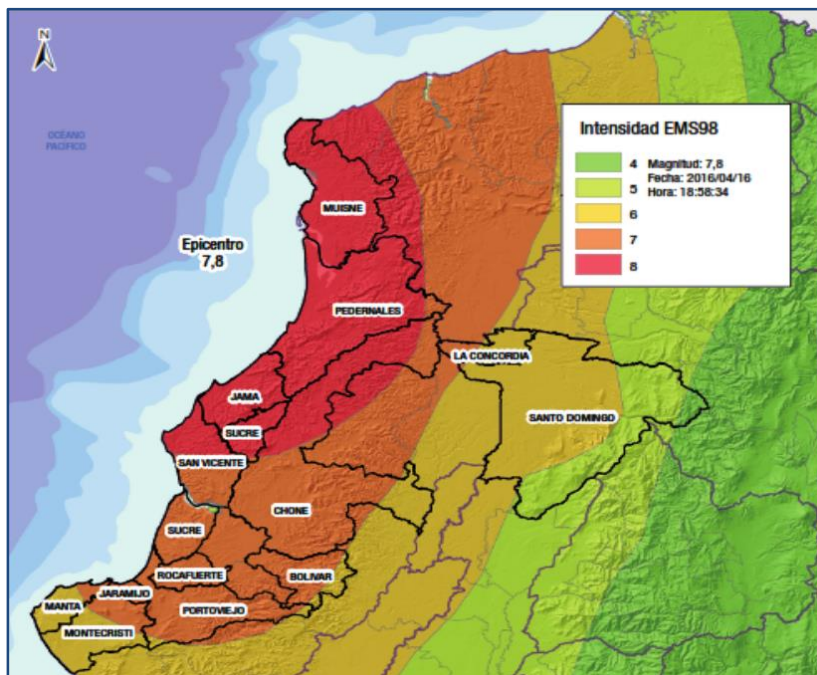 N
OCÉANO
PACÍFICO
Intensidad EMS98
4 Magnitud: 7,8
5 Fecha: 2016/04/16
Hora: 18:58:34
6
7
8
MUISNE
Epicentro
7,8
PEDERNALES
LA CONCORDIA
JAMA
SUCRE
SANTO DOMINGO
SAN VICENTE
CHONE
SUCRE
ROCAFUERTE
BOLIVAR
JARAMIJO
MANTA
PORTOVIEJO
MONTECRISTI